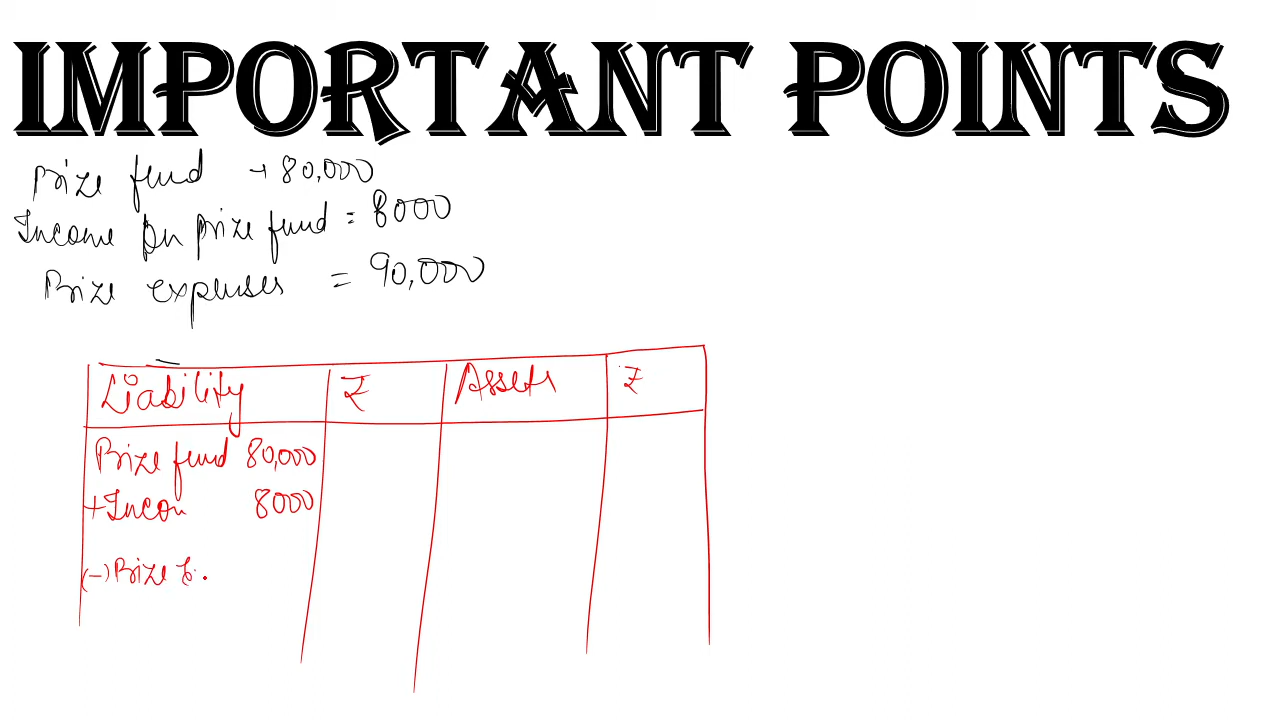 IMPORTANT POINTS
Prize fund → 80,000
Income on prize fund = 8000
Prize expenses = 90,000
Liability ₹ Assets ₹
Prize fund 80,000
+Incom 8000
(-) Prize E.